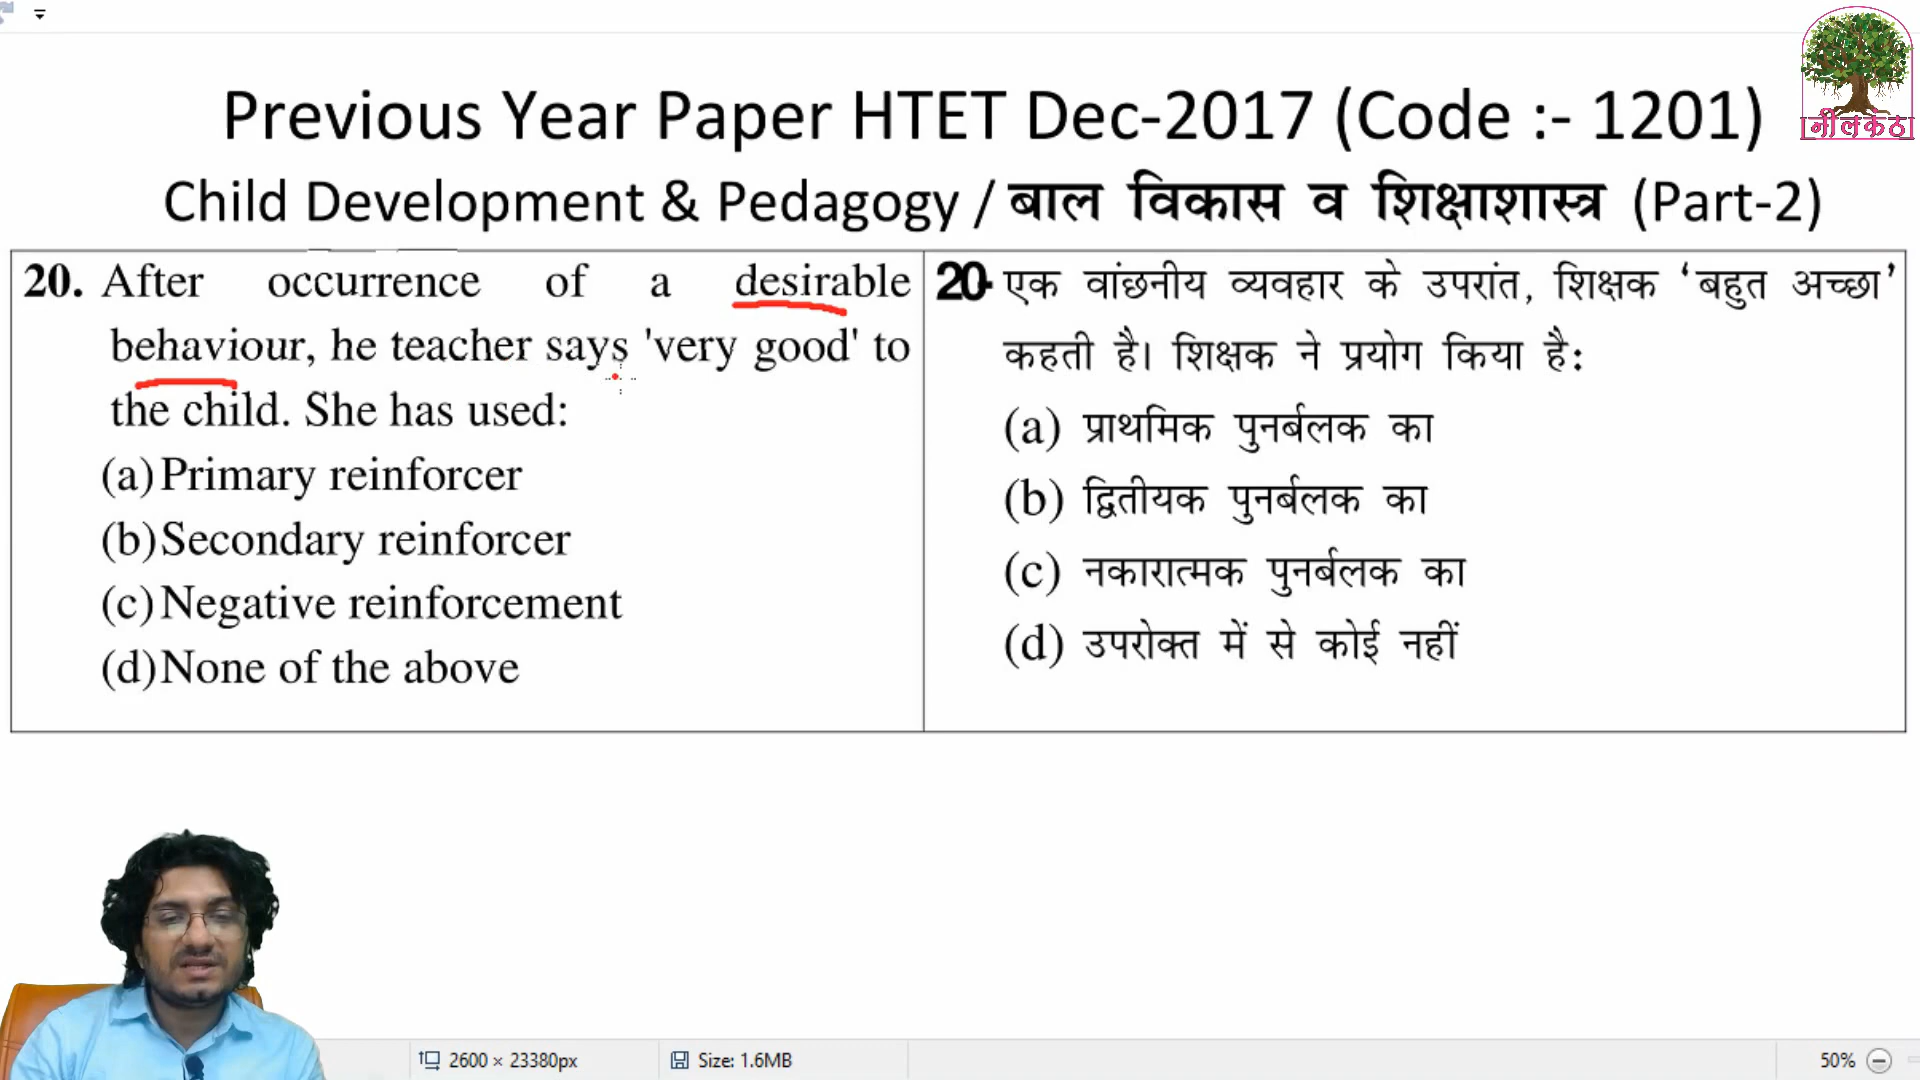 Previous Year Paper HTET Dec-2017 (Code :- 1201)
नीलकंठ
Child Development & Pedagogy / बाल विकास व शिक्षाशास्त्र (Part-2)
20. After occurrence of a desirable
behaviour, he teacher says 'very good' to
the child. She has used:
(a) Primary reinforcer
(b) Secondary reinforcer
(c) Negative reinforcement
(d) None of the above
20. एक वांछनीय व्यवहार के उपरांत, शिक्षक ‘बहुत अच्छा’
कहती है। शिक्षक ने प्रयोग किया है:
(a) प्राथमिक पुनर्बलक का
(b) द्वितीयक पुनर्बलक का
(c) नकारात्मक पुनर्बलक का
(d) उपरोक्त में से कोई नहीं
2600 × 23380px
Size: 1.6MB
50%